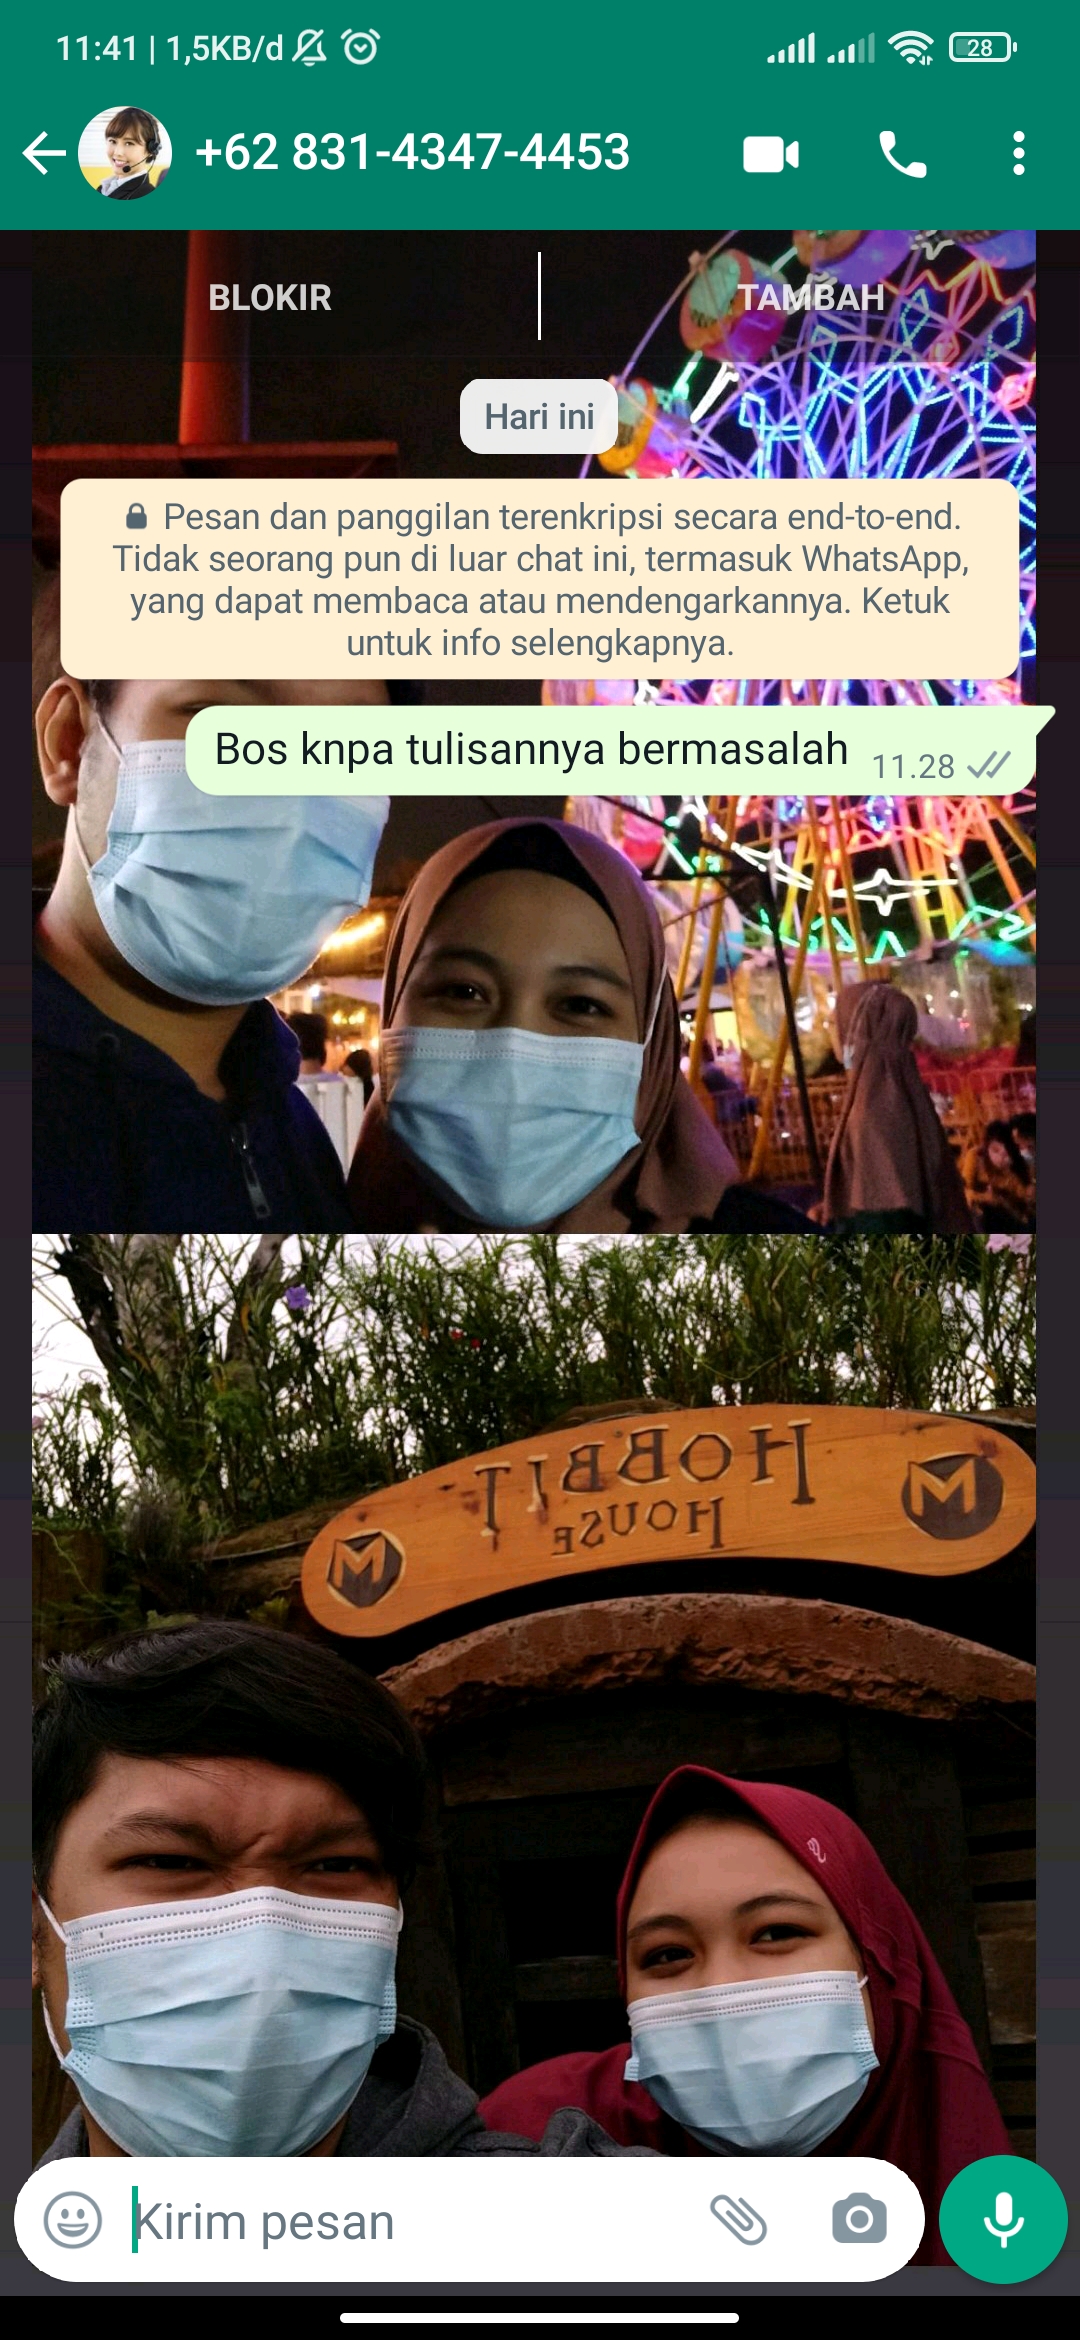 11:41 | 1,5KB/d
28
+62 831-4347-4453
BLOKIR
TAMBAH
Hari ini
Pesan dan panggilan terenkripsi secara end-to-end.
Tidak seorang pun di luar chat ini, termasuk WhatsApp,
yang dapat membaca atau mendengarkannya. Ketuk
untuk info selengkapnya.
Bos knpa tulisannya bermasalah 11.28
HOBBIT
HOUSE
M
M
Kirim pesan